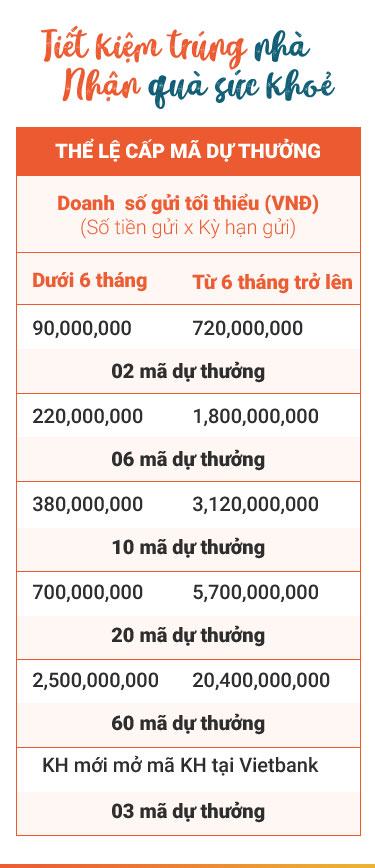 Tiết kiệm trúng nhà
Nhận quà sức khoẻ
THỂ LỆ CẤP MÃ DỰ THƯỞNG
Doanh số gửi tối thiểu (VNĐ)
(Số tiền gửi x Kỳ hạn gửi)
Dưới 6 tháng Từ 6 tháng trở lên
90,000,000 720,000,000
02 mã dự thưởng
220,000,000 1,800,000,000
06 mã dự thưởng
380,000,000 3,120,000,000
10 mã dự thưởng
700,000,000 5,700,000,000
20 mã dự thưởng
2,500,000,000 20,400,000,000
60 mã dự thưởng
KH mới mở mã KH tại Vietbank
03 mã dự thưởng